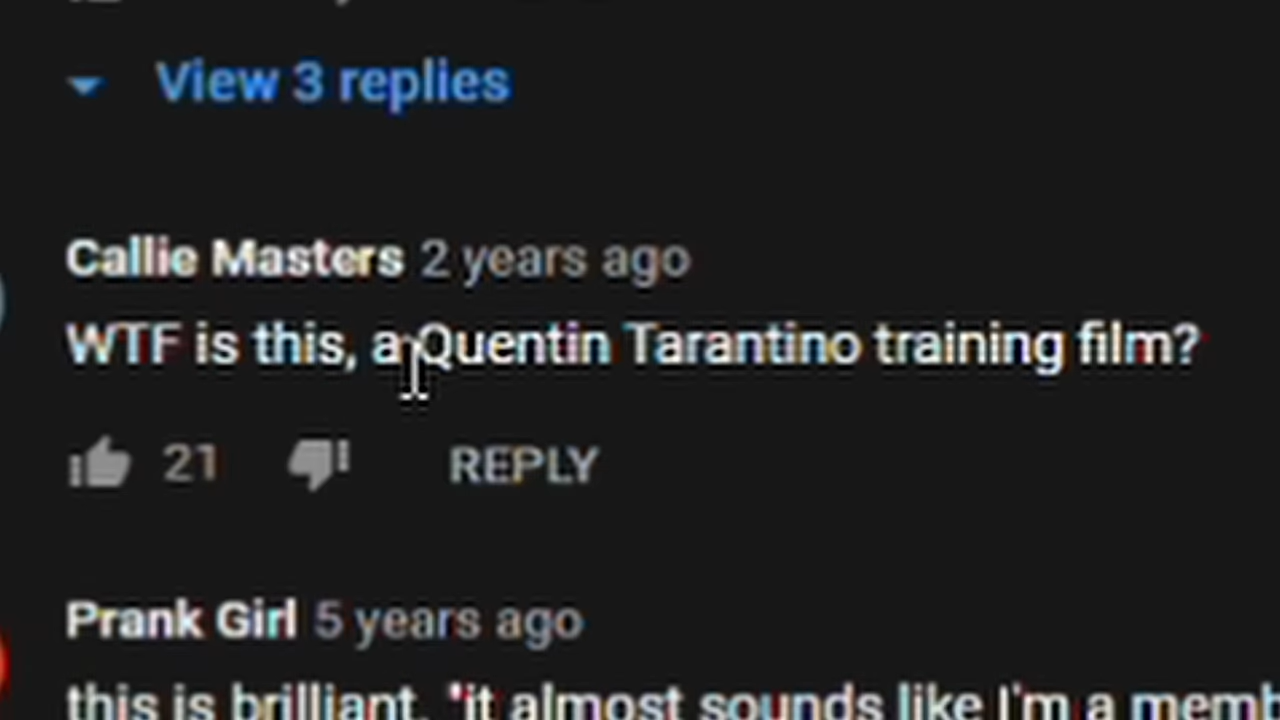 View 3 replies
Callie Masters 2 years ago
WTF is this, a Quentin Tarantino training film?
21 REPLY
Prank Girl 5 years ago
this is brilliant. "it almost sounds like I'm a